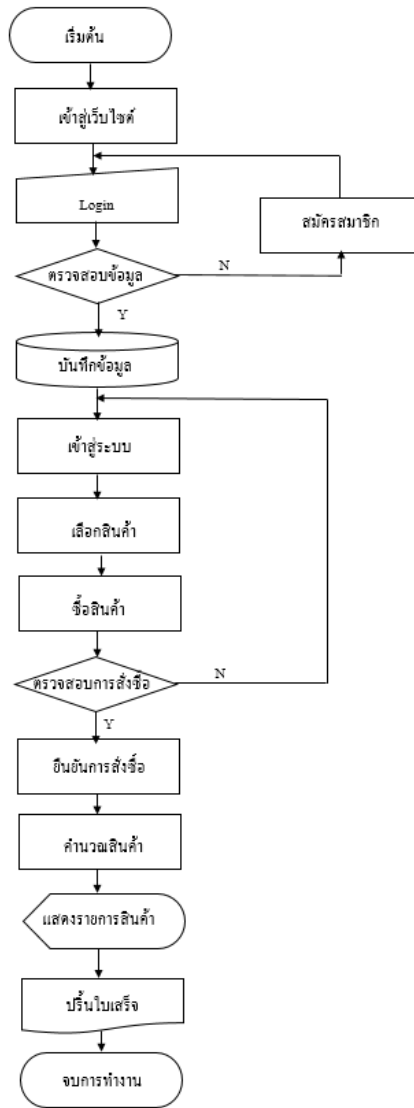 เริ่มต้น
เข้าสู่เว็บไซต์
Login
สมัครสมาชิก
ตรวจสอบข้อมูล
N
Y
บันทึกข้อมูล
เข้าสู่ระบบ
เลือกสินค้า
ซื้อสินค้า
ตรวจสอบการสั่งซื้อ
N
Y
ยืนยันการสั่งซื้อ
คำนวณสินค้า
แสดงรายการสินค้า
ปริ้นใบเสร็จ
จบการทำงาน